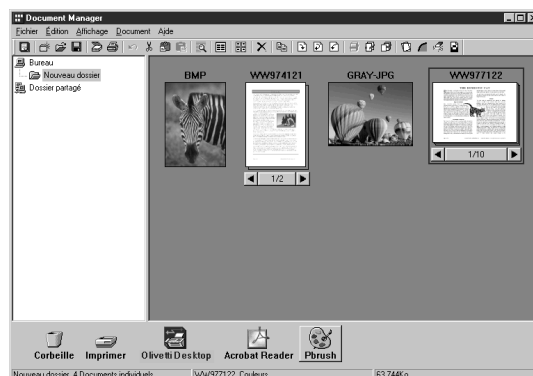 Document Manager
Fichier Édition Affichage Document Aide
Bureau
Nouveau dossier
Dossier partagé
BMP WW974121 GRAY-JPG WW977122
1/2
1/10
Corbeille Imprimer Olivetti Desktop Acrobat Reader Pbrush
Nouveau dossier, 4 Documents individuels WW977122, Couleurs 63,744Ko